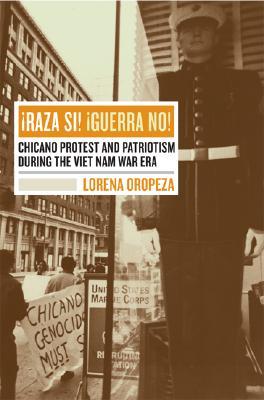 ¡RAZA SI! ¡GUERRA NO!
CHICANO PROTEST AND PATRIOTISM
DURING THE VIET NAM WAR ERA
LORENA OROPEZA
CHICANO
GENOCIDE
MUST
UNITED STATES
MARINE CORPS